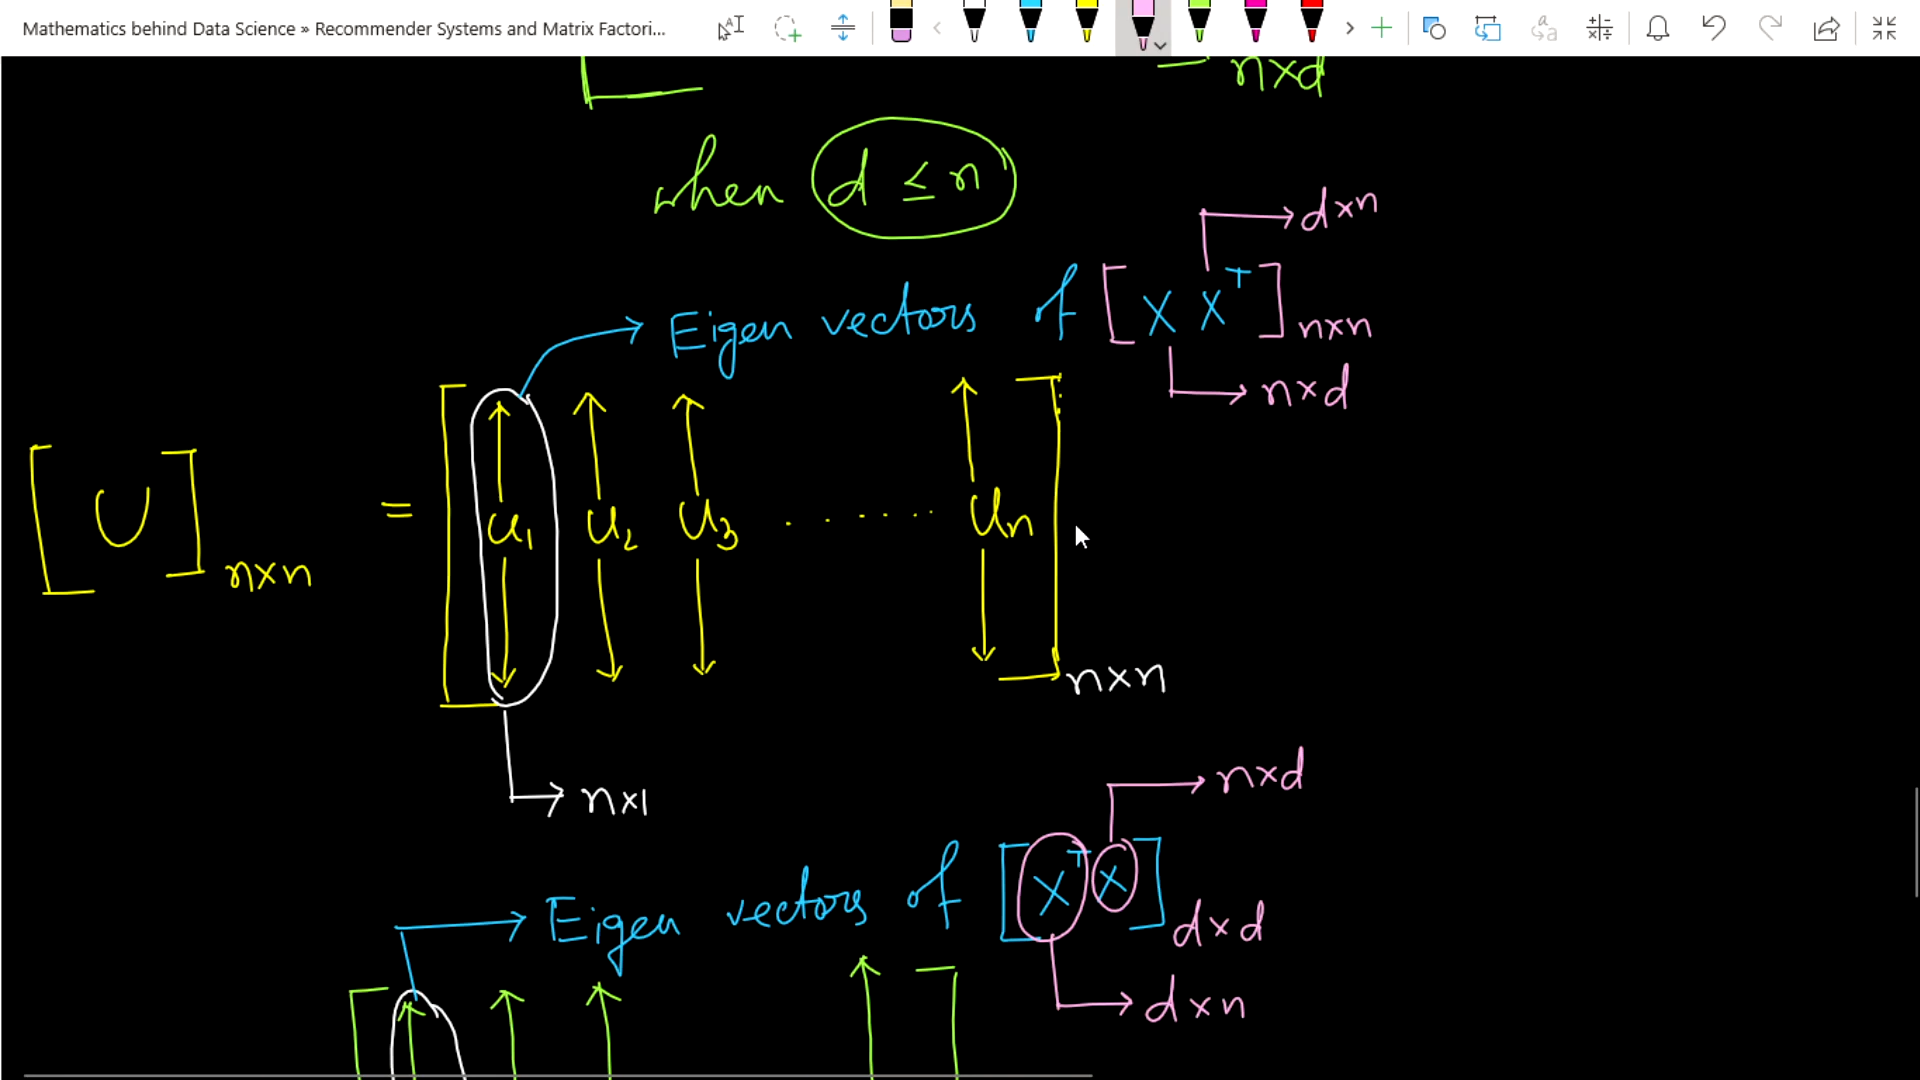 Mathematics behind Data Science » Recommender Systems and Matrix Factori...
n×d
when d ≤ n
d×n
Eigen vectors of [X Xᵀ] n×n
n×d
[U] n×n = [u₁ u₂ u₃ ....... uₙ] n×n
n×1
n×d
Eigen vectors of [Xᵀ X] d×d
d×n